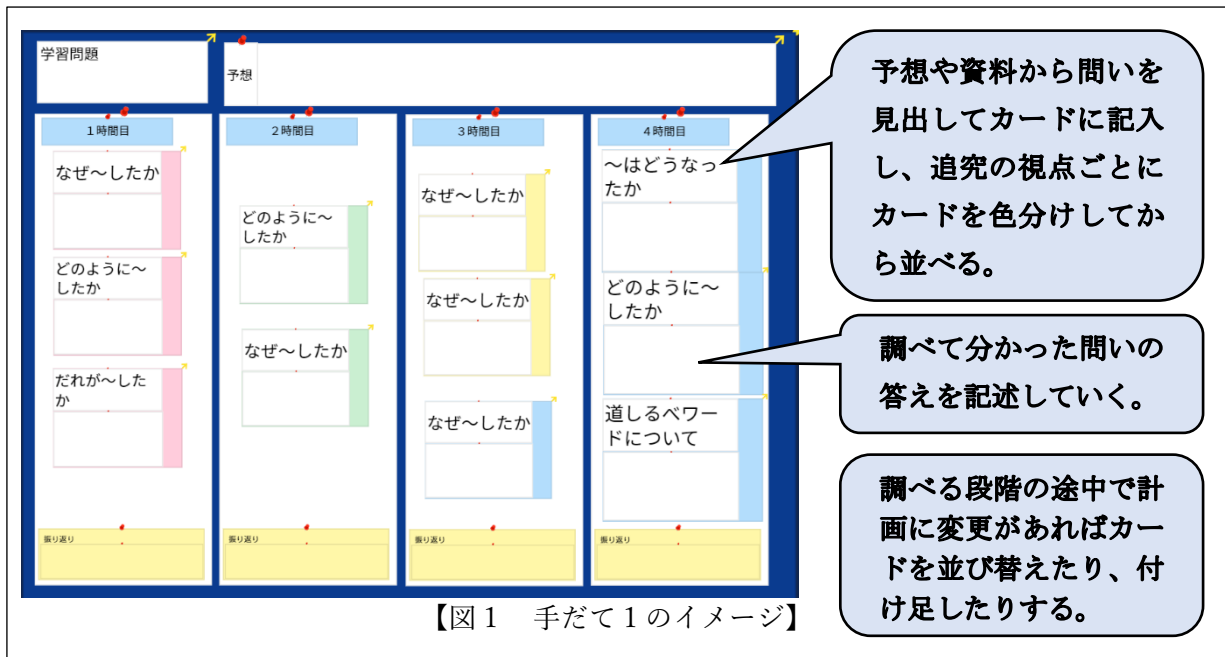 学習問題
予想
１時間目
なぜ～したか
どのように～
したか
だれが～した
か
振り返り
２時間目
どのように～
したか
なぜ～したか
振り返り
３時間目
なぜ～したか
なぜ～したか
なぜ～したか
振り返り
４時間目
～はどうなっ
たか
どのように～
したか
道しるべワー
ドについて
振り返り
予想や資料から問いを
見出してカードに記入
し、追究の視点ごとに
カードを色分けしてか
ら並べる。
調べて分かった問いの
答えを記述していく。
調べる段階の途中で計
画に変更があればカー
ドを並び替えたり、付
け足したりする。
【図１　手だて１のイメージ】